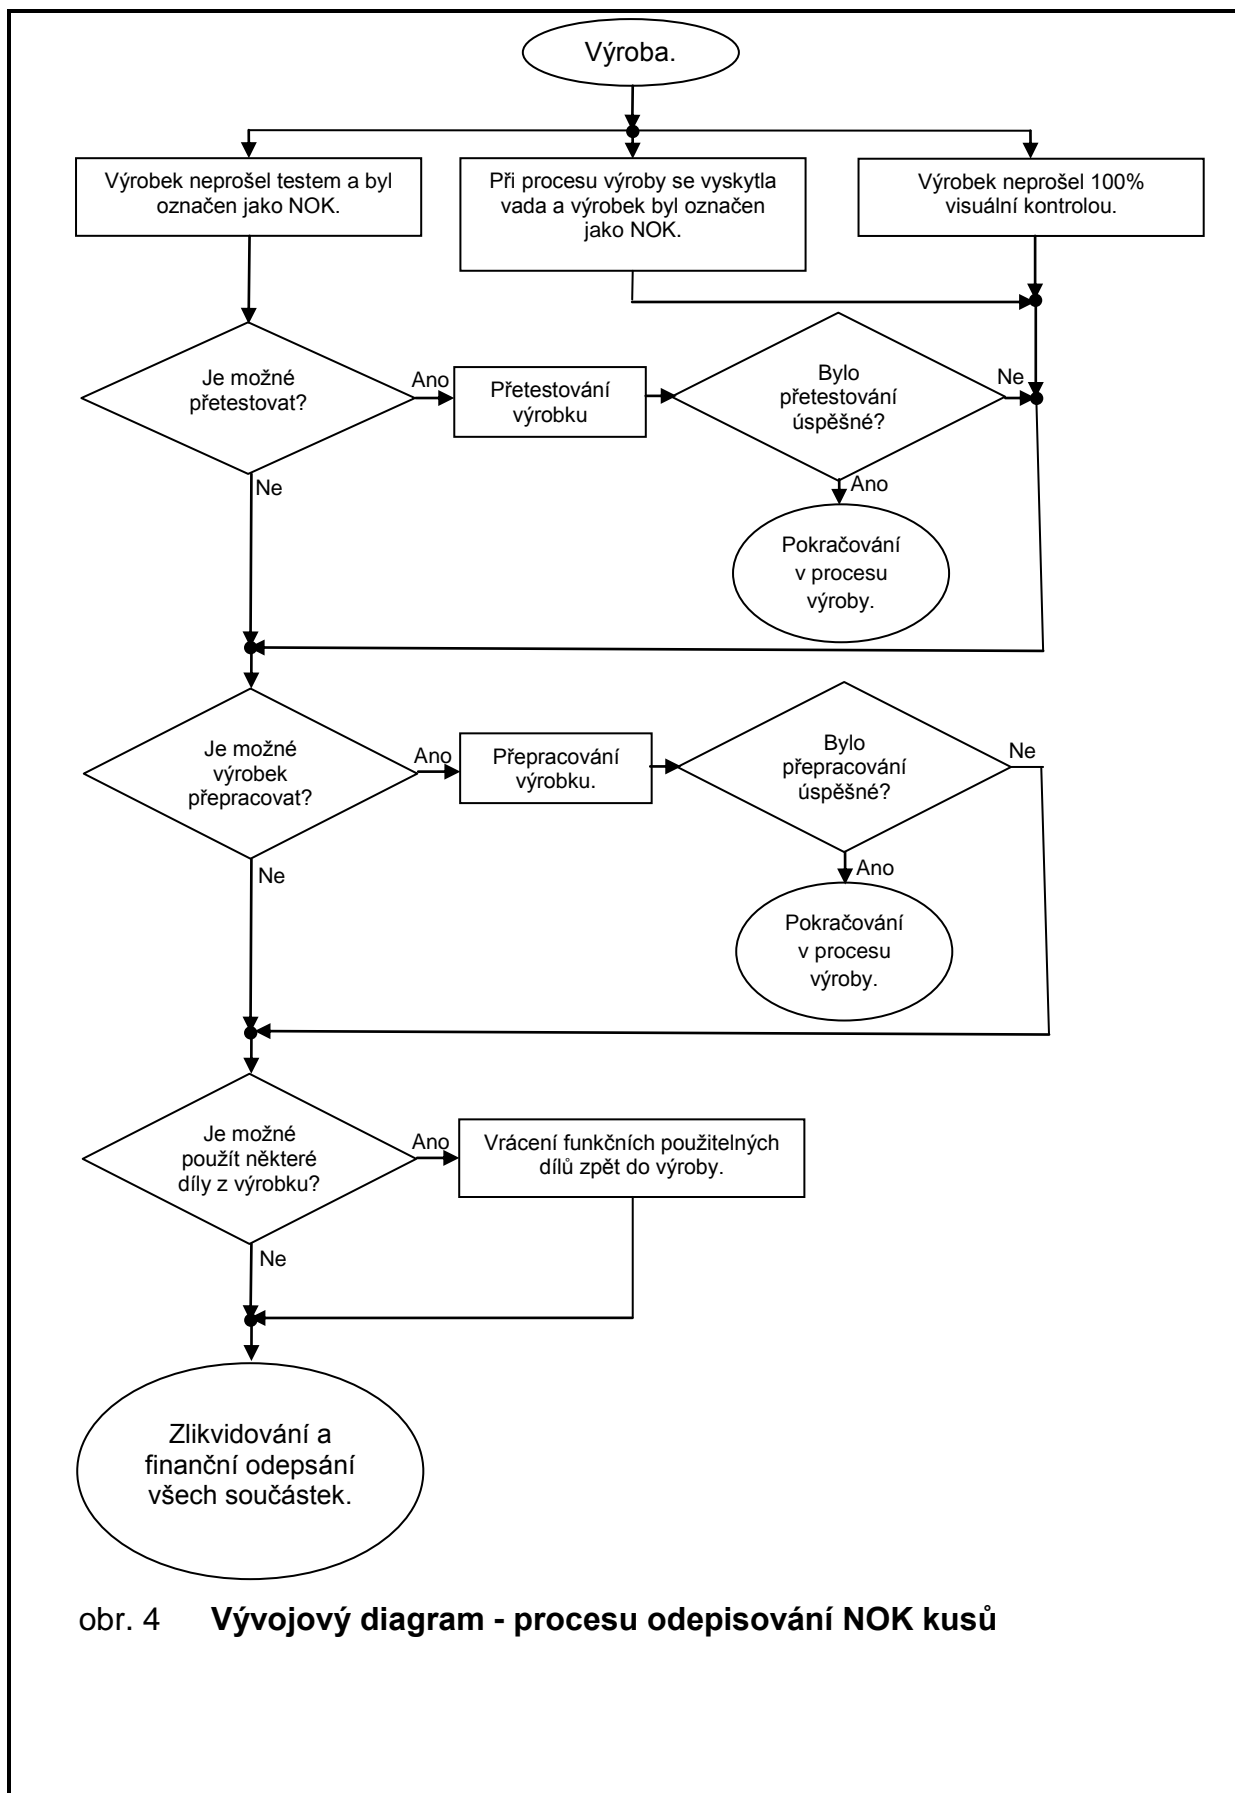 Výroba.
Výrobek neprošel testem a byl
označen jako NOK.
Při procesu výroby se vyskytla
vada a výrobek byl označen
jako NOK.
Výrobek neprošel 100%
visuální kontrolou.
Je možné
přetestovat?
Ano
Přetestování
výrobku
Bylo
přetestování
úspěšné?
Ne
Ne
Ano
Pokračování
v procesu
výroby.
Je možné
výrobek
přepracovat?
Ano
Přepracování
výrobku.
Bylo
přepracování
úspěšné?
Ne
Ne
Ano
Pokračování
v procesu
výroby.
Je možné
použít některé
díly z výrobku?
Ano
Vrácení funkčních použitelných
dílů zpět do výroby.
Ne
Zlikvidování a
finanční odepsání
všech součástek.
obr. 4 Vývojový diagram - procesu odepisování NOK kusů